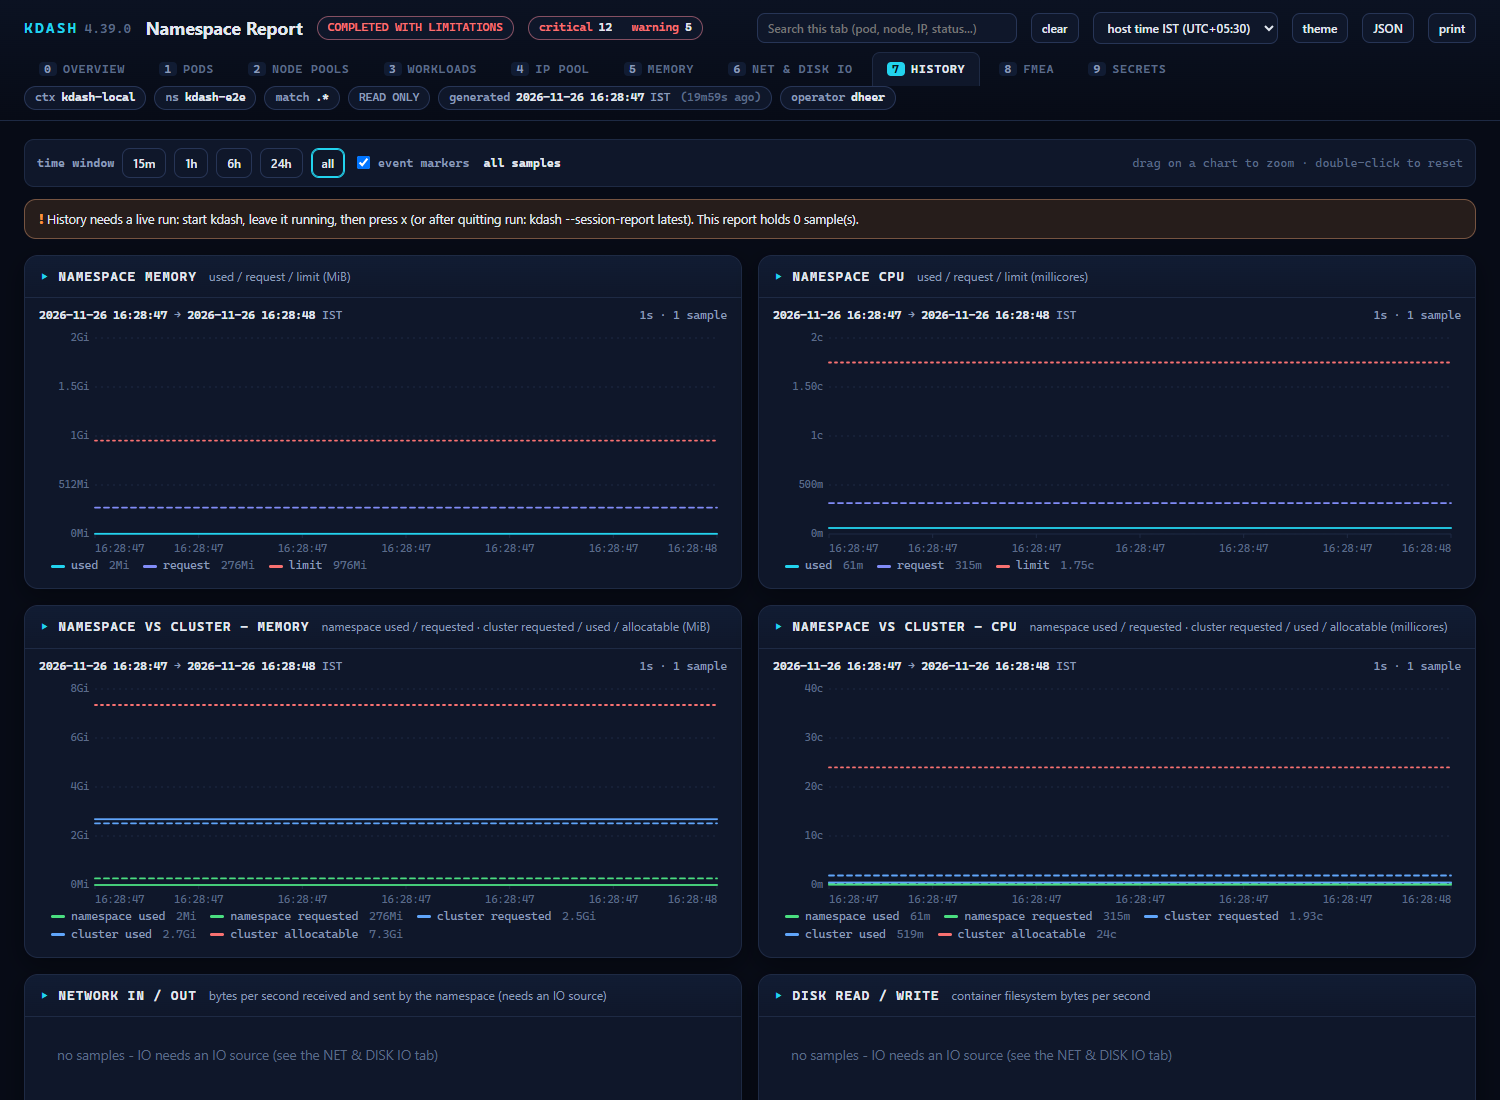 KDASH 4.39.0 Namespace Report COMPLETED WITH LIMITATIONS critical 12 warning 5 Search this tab (pod, node, IP, status...) clear host time IST (UTC+05:30) theme JSON print
0 OVERVIEW 1 PODS 2 NODE POOLS 3 WORKLOADS 4 IP POOL 5 MEMORY 6 NET & DISK IO 7 HISTORY 8 FMEA 9 SECRETS
ctx kdash-local ns kdash-e2e match .* READ ONLY generated 2026-11-26 16:28:47 IST (19m59s ago) operator dheer
time window 15m 1h 6h 24h all event markers all samples drag on a chart to zoom · double-click to reset
! History needs a live run: start kdash, leave it running, then press x (or after quitting run: kdash --session-report latest). This report holds 0 sample(s).
NAMESPACE MEMORY used / request / limit (MiB)
2026-11-26 16:28:47 → 2026-11-26 16:28:48 IST 1s · 1 sample
2Gi
1.5Gi
1Gi
512Mi
0Mi
16:28:47 16:28:47 16:28:47 16:28:47 16:28:47 16:28:47 16:28:48
used 2Mi request 276Mi limit 976Mi
NAMESPACE CPU used / request / limit (millicores)
2026-11-26 16:28:47 → 2026-11-26 16:28:48 IST 1s · 1 sample
2c
1.50c
1c
500m
0m
16:28:47 16:28:47 16:28:47 16:28:47 16:28:47 16:28:47 16:28:48
used 61m request 315m limit 1.75c
NAMESPACE VS CLUSTER – MEMORY namespace used / requested · cluster requested / used / allocatable (MiB)
2026-11-26 16:28:47 → 2026-11-26 16:28:48 IST 1s · 1 sample
8Gi
6Gi
4Gi
2Gi
0Mi
16:28:47 16:28:47 16:28:47 16:28:47 16:28:47 16:28:47 16:28:48
namespace used 2Mi namespace requested 276Mi cluster requested 2.5Gi
cluster used 2.7Gi cluster allocatable 7.3Gi
NAMESPACE VS CLUSTER – CPU namespace used / requested · cluster requested / used / allocatable (millicores)
2026-11-26 16:28:47 → 2026-11-26 16:28:48 IST 1s · 1 sample
40c
30c
20c
10c
0m
16:28:47 16:28:47 16:28:47 16:28:47 16:28:47 16:28:47 16:28:48
namespace used 61m namespace requested 315m cluster requested 1.93c
cluster used 519m cluster allocatable 24c
NETWORK IN / OUT bytes per second received and sent by the namespace (needs an IO source)
no samples - IO needs an IO source (see the NET & DISK IO tab)
DISK READ / WRITE container filesystem bytes per second
no samples - IO needs an IO source (see the NET & DISK IO tab)